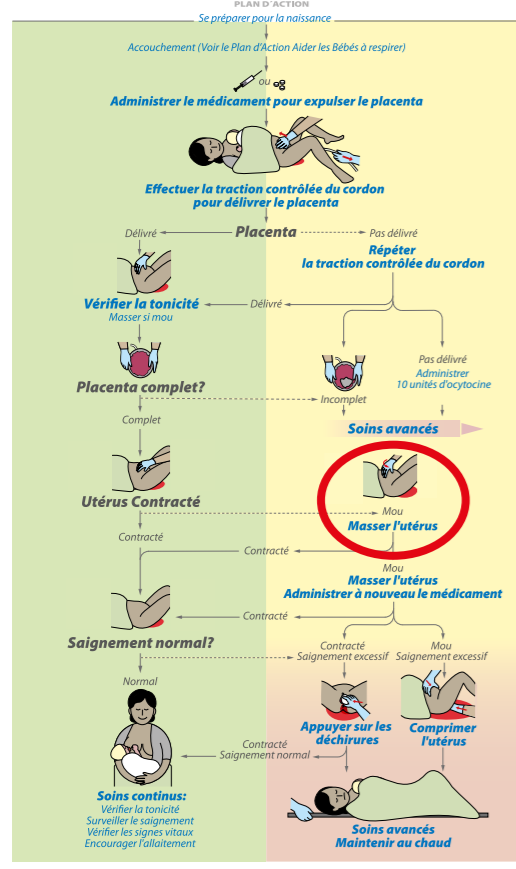 PLAN D´ACTION
Se préparer pour la naissance
Accouchement (Voir le Plan d'Action Aider les Bébés à respirer)
ou
Administrer le médicament pour expulser le placenta
Effectuer la traction contrôlée du cordon
pour délivrer le placenta
Délivré
Placenta
Pas délivré
Répéter
la traction contrôlée du cordon
Vérifier la tonicité
Masser si mou
Délivré
Placenta complet?
Pas délivré
Administrer
10 unités d'ocytocine
Incomplet
Complet
Soins avancés
Utérus Contracté
Mou
Masser l'utérus
Contracté
Contracté
Mou
Masser l'utérus
Administrer à nouveau le médicament
Contracté
Saignement normal?
Contracté
Saignement excessif
Mou
Saignement excessif
Normal
Appuyer sur les
déchirures
Comprimer
l'utérus
Contracté
Saignement normal
Soins continus:
Vérifier la tonicité
Surveiller le saignement
Vérifier les signes vitaux
Encourager l'allaitement
Soins avancés
Maintenir au chaud